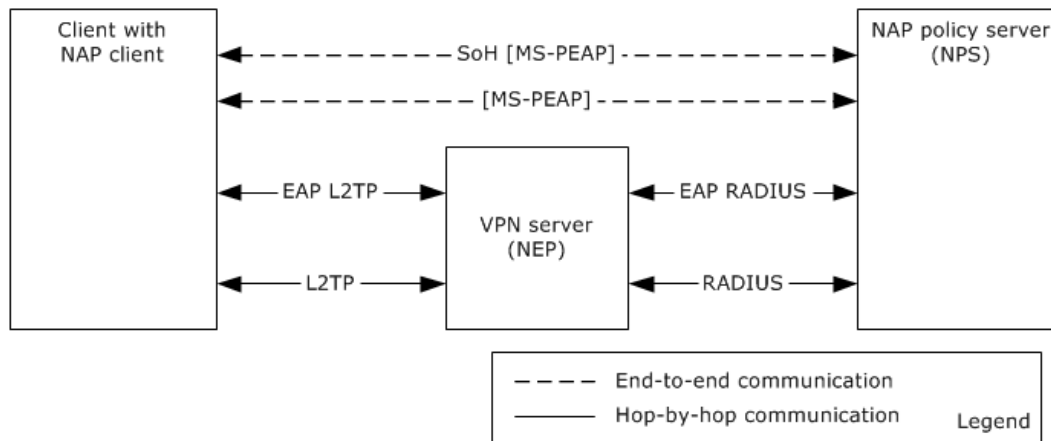 Client with
NAP client
NAP policy server
(NPS)
SoH [MS-PEAP]
[MS-PEAP]
EAP L2TP
EAP RADIUS
VPN server
(NEP)
L2TP
RADIUS
End-to-end communication
Hop-by-hop communication
Legend